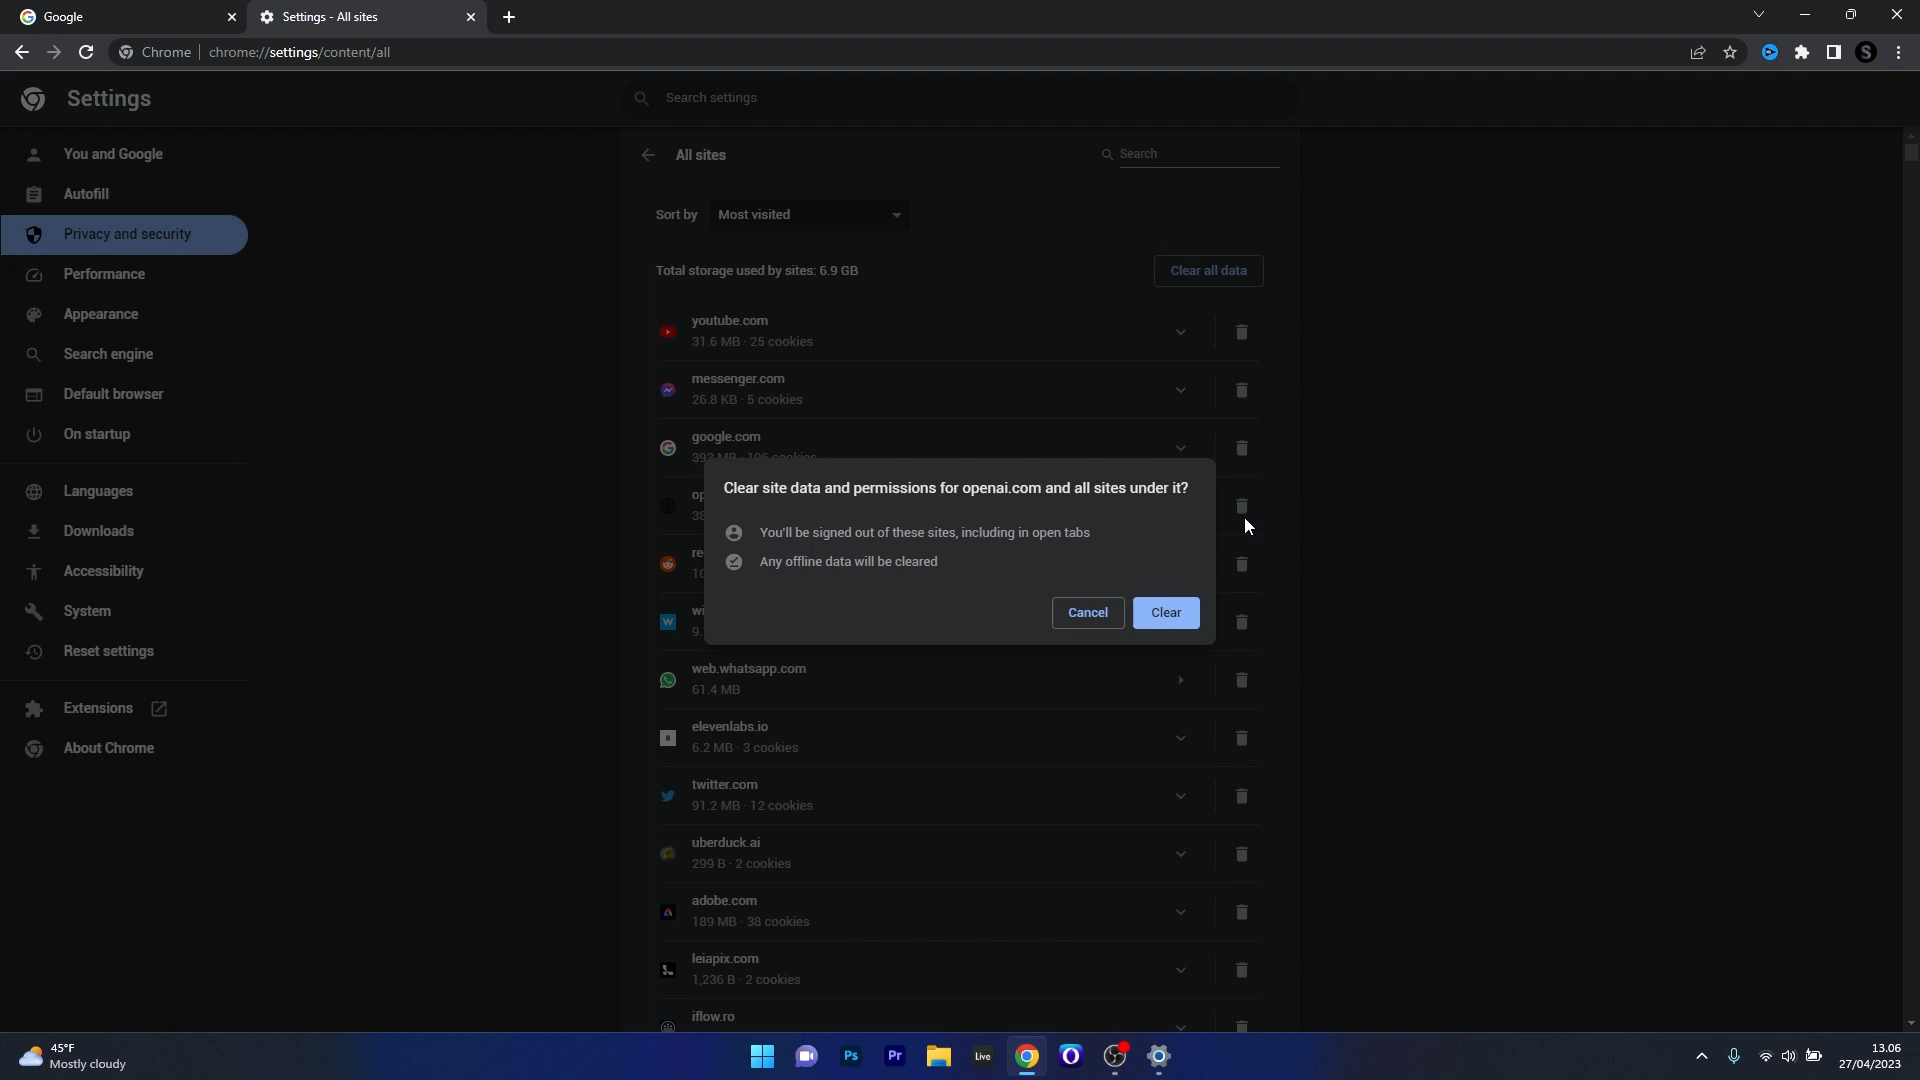 Google
Settings - All sites
Chrome
chrome://settings/content/all
S
Settings
Search settings
You and Google
Autofill
Privacy and security
Performance
Appearance
Search engine
Default browser
On startup
Languages
Downloads
Accessibility
System
Reset settings
Extensions
About Chrome
All sites
Search
Sort by
Most visited
Total storage used by sites: 6.9 GB
Clear all data
youtube.com
31.6 MB · 25 cookies
messenger.com
26.8 KB · 5 cookies
google.com
Clear site data and permissions for openai.com and all sites under it?
You'll be signed out of these sites, including in open tabs
Any offline data will be cleared
Cancel
Clear
web.whatsapp.com
61.4 MB
elevenlabs.io
6.2 MB · 3 cookies
twitter.com
91.2 MB · 12 cookies
uberduck.ai
299 B · 2 cookies
adobe.com
189 MB · 38 cookies
leiapix.com
1,236 B · 2 cookies
iflow.ro
45°F
Mostly cloudy
Ps
Pr
Live
13.06
27/04/2023